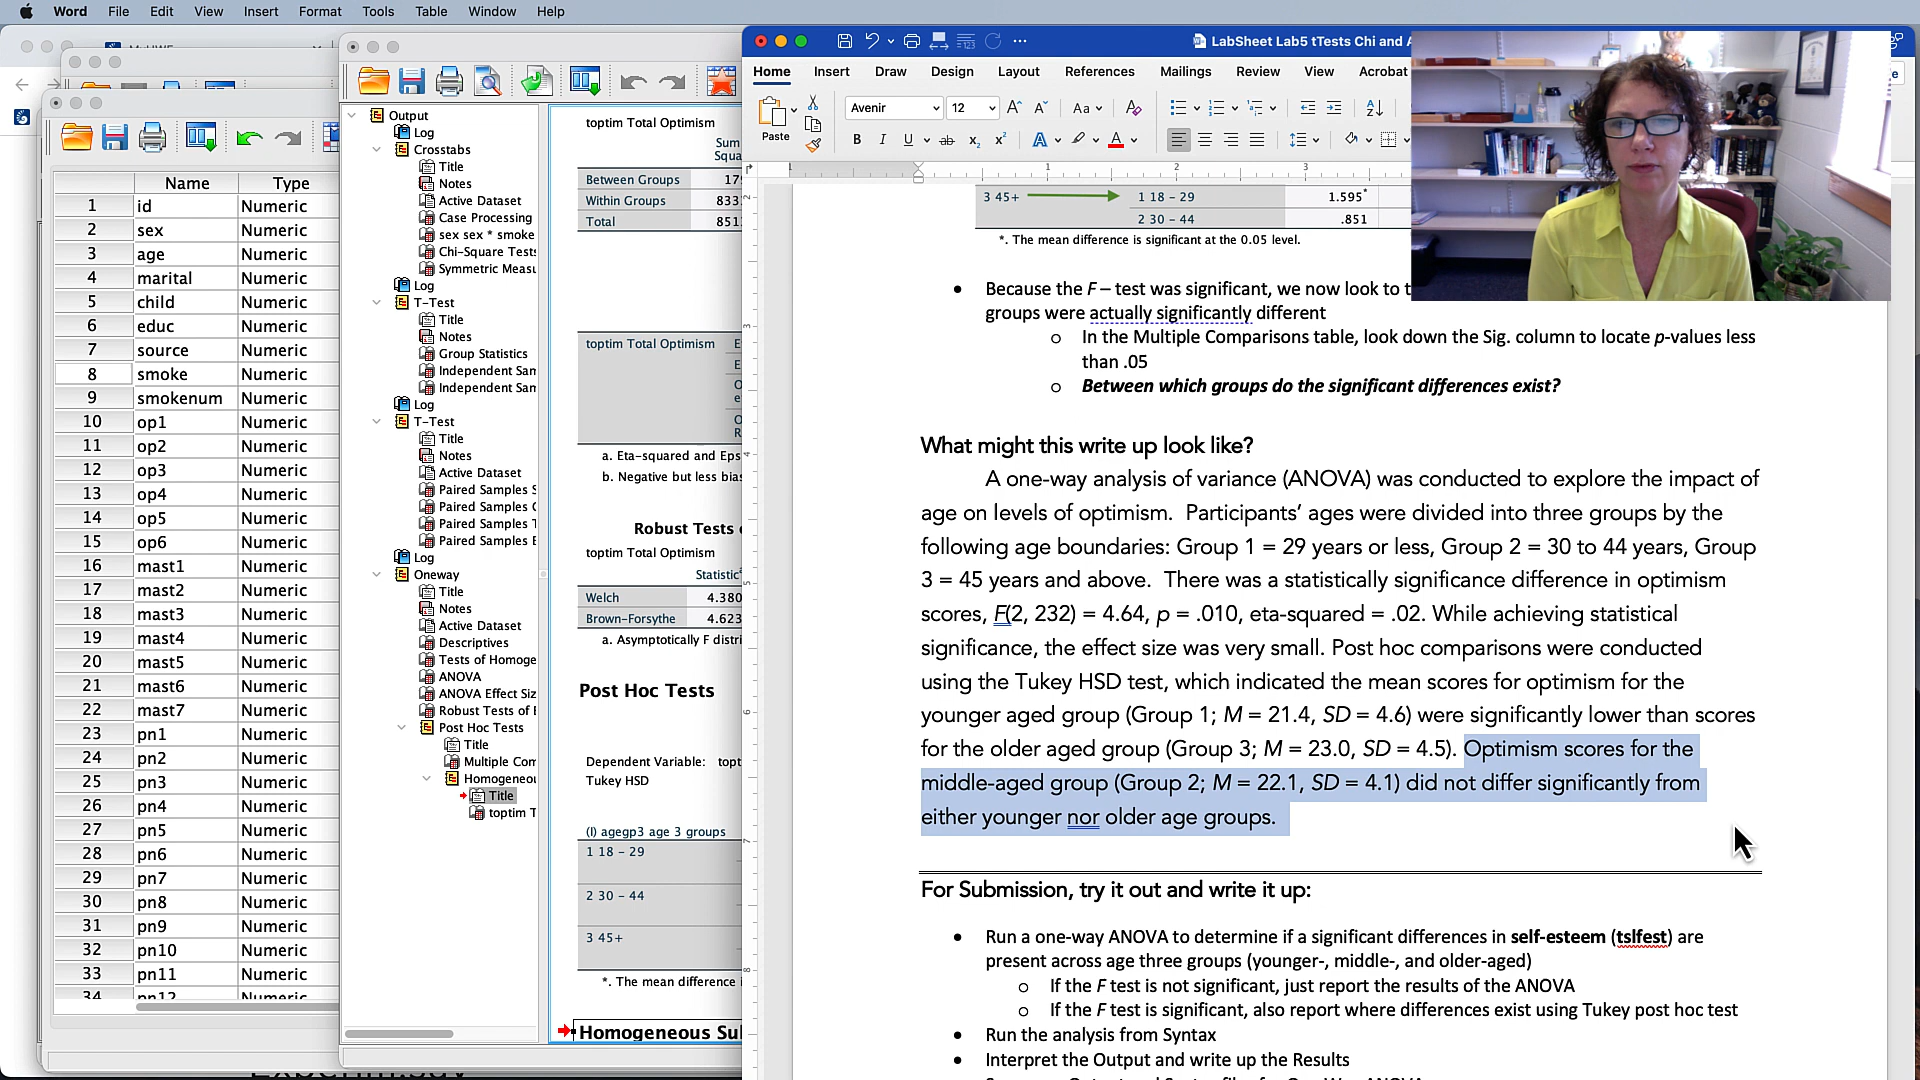 Word File Edit View Insert Format Tools Table Window Help
LabSheet Lab5 tTests Chi and A
Home Insert Draw Design Layout References Mailings Review View Acrobat
Paste
Avenir 12
Aa
B I U ab x₂ x² A A
1 1 2 3
Name Type
1 id Numeric
2 sex Numeric
3 age Numeric
4 marital Numeric
5 child Numeric
6 educ Numeric
7 source Numeric
8 smoke Numeric
9 smokenum Numeric
10 op1 Numeric
11 op2 Numeric
12 op3 Numeric
13 op4 Numeric
14 op5 Numeric
15 op6 Numeric
16 mast1 Numeric
17 mast2 Numeric
18 mast3 Numeric
19 mast4 Numeric
20 mast5 Numeric
21 mast6 Numeric
22 mast7 Numeric
23 pn1 Numeric
24 pn2 Numeric
25 pn3 Numeric
26 pn4 Numeric
27 pn5 Numeric
28 pn6 Numeric
29 pn7 Numeric
30 pn8 Numeric
31 pn9 Numeric
32 pn10 Numeric
33 pn11 Numeric
34 pn12 Numeric
Output
Log
Crosstabs
Title
Notes
Active Dataset
Case Processing
sex sex * smoke
Chi-Square Tests
Symmetric Measu
Log
T-Test
Title
Notes
Group Statistics
Independent Sam
Independent Sam
Log
T-Test
Title
Notes
Active Dataset
Paired Samples S
Paired Samples C
Paired Samples T
Paired Samples E
Log
Oneway
Title
Notes
Active Dataset
Descriptives
Tests of Homoge
ANOVA
ANOVA Effect Siz
Robust Tests of E
Post Hoc Tests
Title
Multiple Com
Homogeneou
Title
toptim T
toptim Total Optimism
Sum
Squa
Between Groups 179
Within Groups 833
Total 851
toptim Total Optimism
a. Eta-squared and Eps
b. Negative but less bias
Robust Tests
toptim Total Optimism
Statistic
Welch 4.380
Brown-Forsythe 4.623
a. Asymptotically F distri
Post Hoc Tests
Dependent Variable: topt
Tukey HSD
(I) agegp3 age 3 groups
1 18 – 29
2 30 – 44
3 45+
*. The mean difference
Homogeneous Sul
3 45+ 1 18 – 29 1.595*
2 30 – 44 .851
*. The mean difference is significant at the 0.05 level.
• Because the F – test was significant, we now look to t
groups were actually significantly different
o In the Multiple Comparisons table, look down the Sig. column to locate p-values less
than .05
o Between which groups do the significant differences exist?
What might this write up look like?
A one-way analysis of variance (ANOVA) was conducted to explore the impact of
age on levels of optimism. Participants’ ages were divided into three groups by the
following age boundaries: Group 1 = 29 years or less, Group 2 = 30 to 44 years, Group
3 = 45 years and above. There was a statistically significance difference in optimism
scores, F(2, 232) = 4.64, p = .010, eta-squared = .02. While achieving statistical
significance, the effect size was very small. Post hoc comparisons were conducted
using the Tukey HSD test, which indicated the mean scores for optimism for the
younger aged group (Group 1; M = 21.4, SD = 4.6) were significantly lower than scores
for the older aged group (Group 3; M = 23.0, SD = 4.5). Optimism scores for the
middle-aged group (Group 2; M = 22.1, SD = 4.1) did not differ significantly from
either younger nor older age groups.
For Submission, try it out and write it up:
• Run a one-way ANOVA to determine if a significant differences in self-esteem (tslfest) are
present across age three groups (younger-, middle-, and older-aged)
o If the F test is not significant, just report the results of the ANOVA
o If the F test is significant, also report where differences exist using Tukey post hoc test
• Run the analysis from Syntax
• Interpret the Output and write up the Results